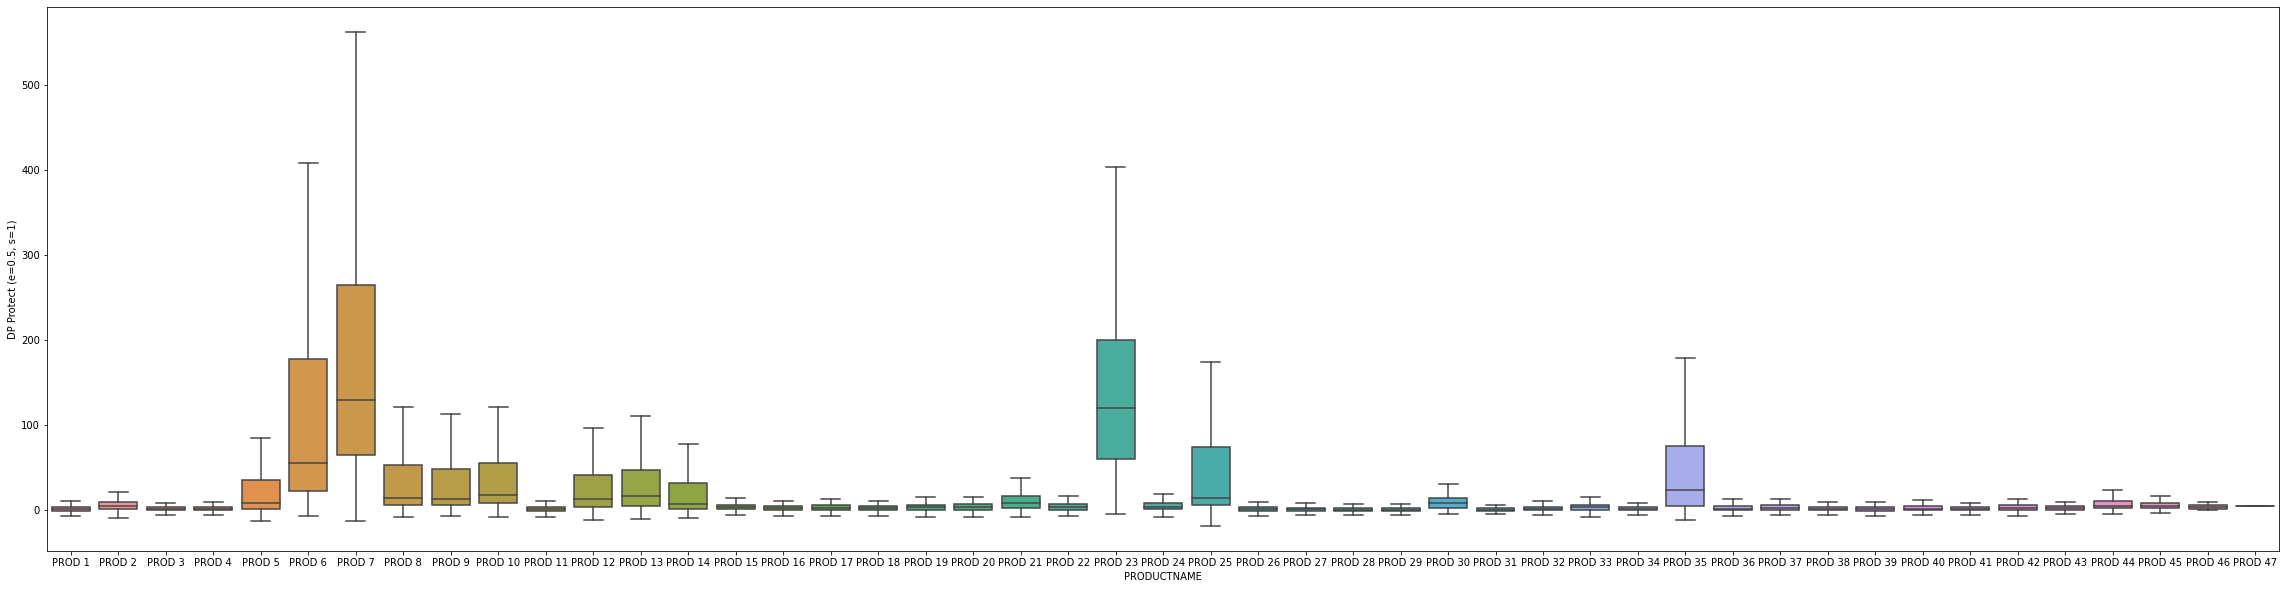 DP Protect (e=0.5, s=1)
500
400
300
200
100
0
PROD 1 PROD 2 PROD 3 PROD 4 PROD 5 PROD 6 PROD 7 PROD 8 PROD 9 PROD 10 PROD 11 PROD 12 PROD 13 PROD 14 PROD 15 PROD 16 PROD 17 PROD 18 PROD 19 PROD 20 PROD 21 PROD 22 PROD 23 PROD 24 PROD 25 PROD 26 PROD 27 PROD 28 PROD 29 PROD 30 PROD 31 PROD 32 PROD 33 PROD 34 PROD 35 PROD 36 PROD 37 PROD 38 PROD 39 PROD 40 PROD 41 PROD 42 PROD 43 PROD 44 PROD 45 PROD 46 PROD 47
PRODUCTNAME